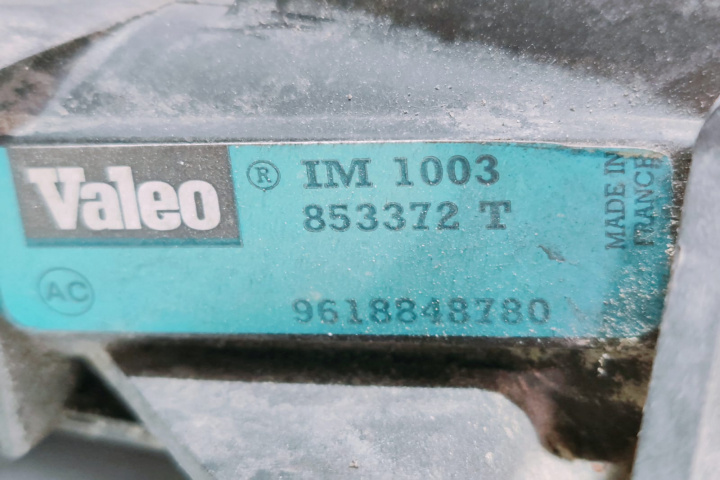 Valeo ® IM 1003
853372 T
AC
9618848780
MADE IN
FRANCE